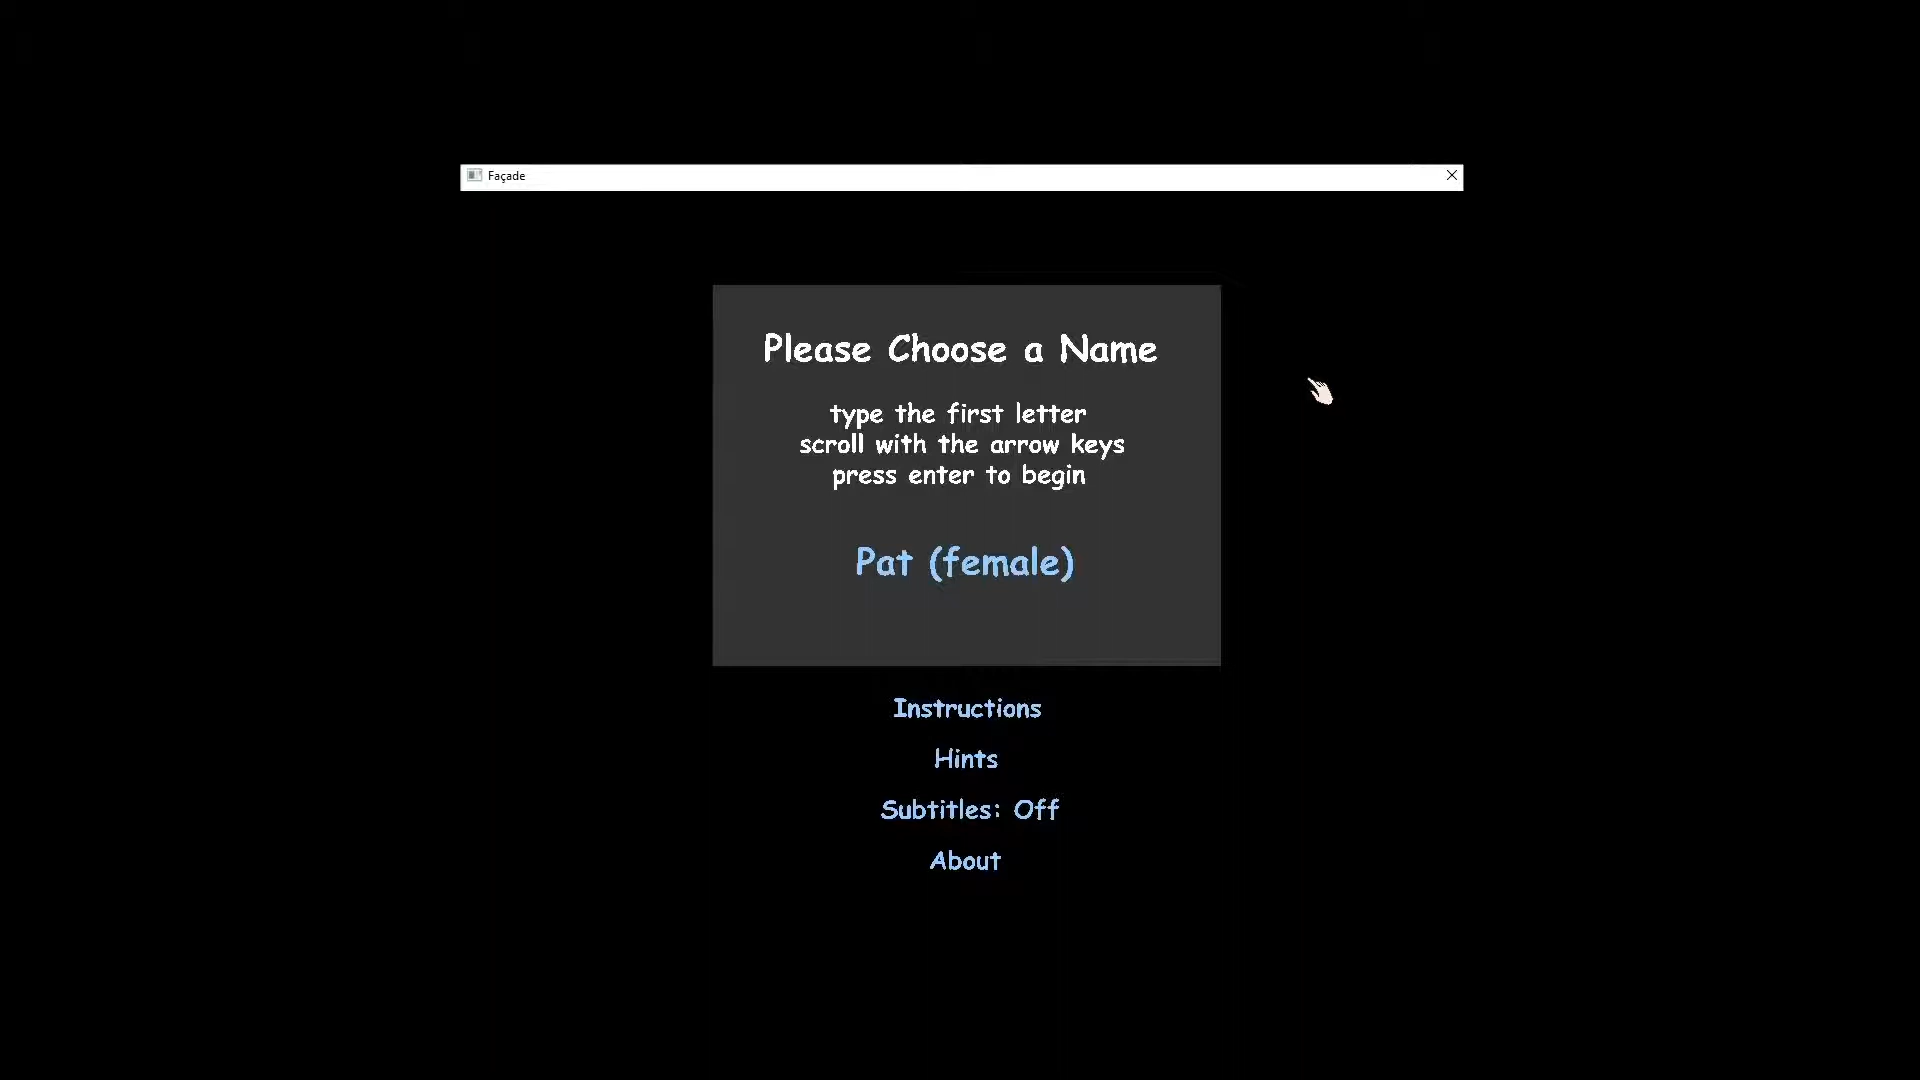 Façade
Please Choose a Name
type the first letter
scroll with the arrow keys
press enter to begin
Pat (female)
Instructions
Hints
Subtitles: Off
About